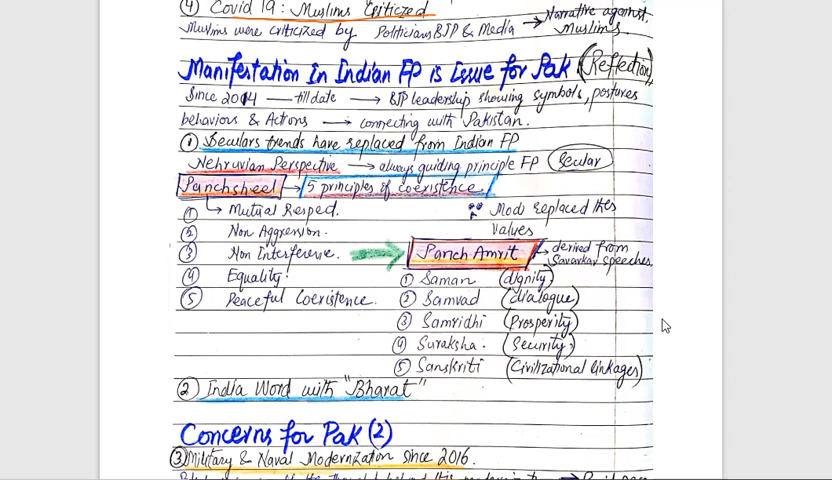 (4) Covid 19: Muslims Criticized
Muslims were criticized by Politicians BJP & Media → Narrative against Muslims.
Manifestation In Indian FP is Issue for Pak (Reflection)
Since 2014 — till date → BJP leadership showing symbols, postures
behaviours & Actions → connecting with Pakistan.
① Seculars trends have replaced from Indian FP
Nehruvian Perspective → always guiding principle FP (Secular)
Panchsheel → 5 principles of coexistence
① Mutual Respect.
② Non Aggression.
③ Non Interference.
④ Equality.
⑤ Peaceful Coexistence.
Modi replaced this
values
Panch Amrit → derived from
Savarkar speeches.
① Saman (dignity)
② Samvad (dialogue)
③ Samridhi (Prosperity)
④ Suraksha. (Security)
⑤ Sanskriti (Civilizational linkages)
② India Word with "Bharat"
Concerns for Pak (2)
③ Military & Naval Modernization since 2016.